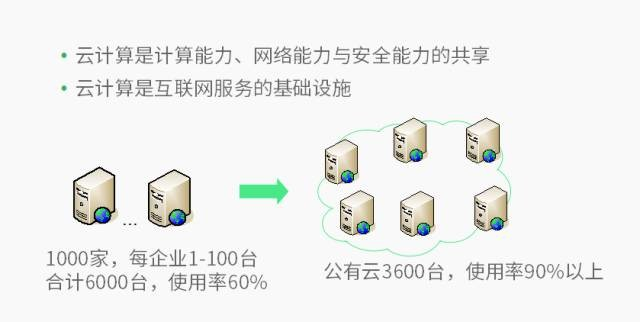 • 云计算是计算能力、网络能力与安全能力的共享
• 云计算是互联网服务的基础设施
...
1000家，每企业1-100台
合计6000台，使用率60%
公有云3600台，使用率90%以上